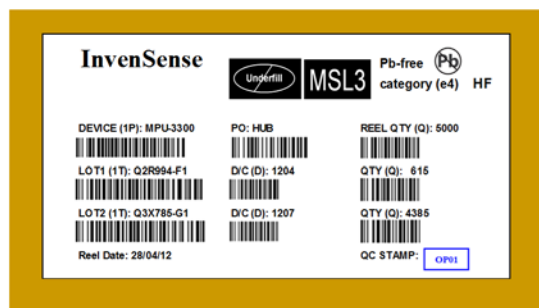 InvenSense
Underfill
MSL3
Pb-free Pb
category (e4) HF
DEVICE (1P): MPU-3300 PO: HUB REEL QTY (Q): 5000
LOT1 (1T): Q2R994-F1 D/C (D): 1204 QTY (Q): 615
LOT2 (1T): Q3X785-G1 D/C (D): 1207 QTY (Q): 4385
Reel Date: 28/04/12 QC STAMP: OP01